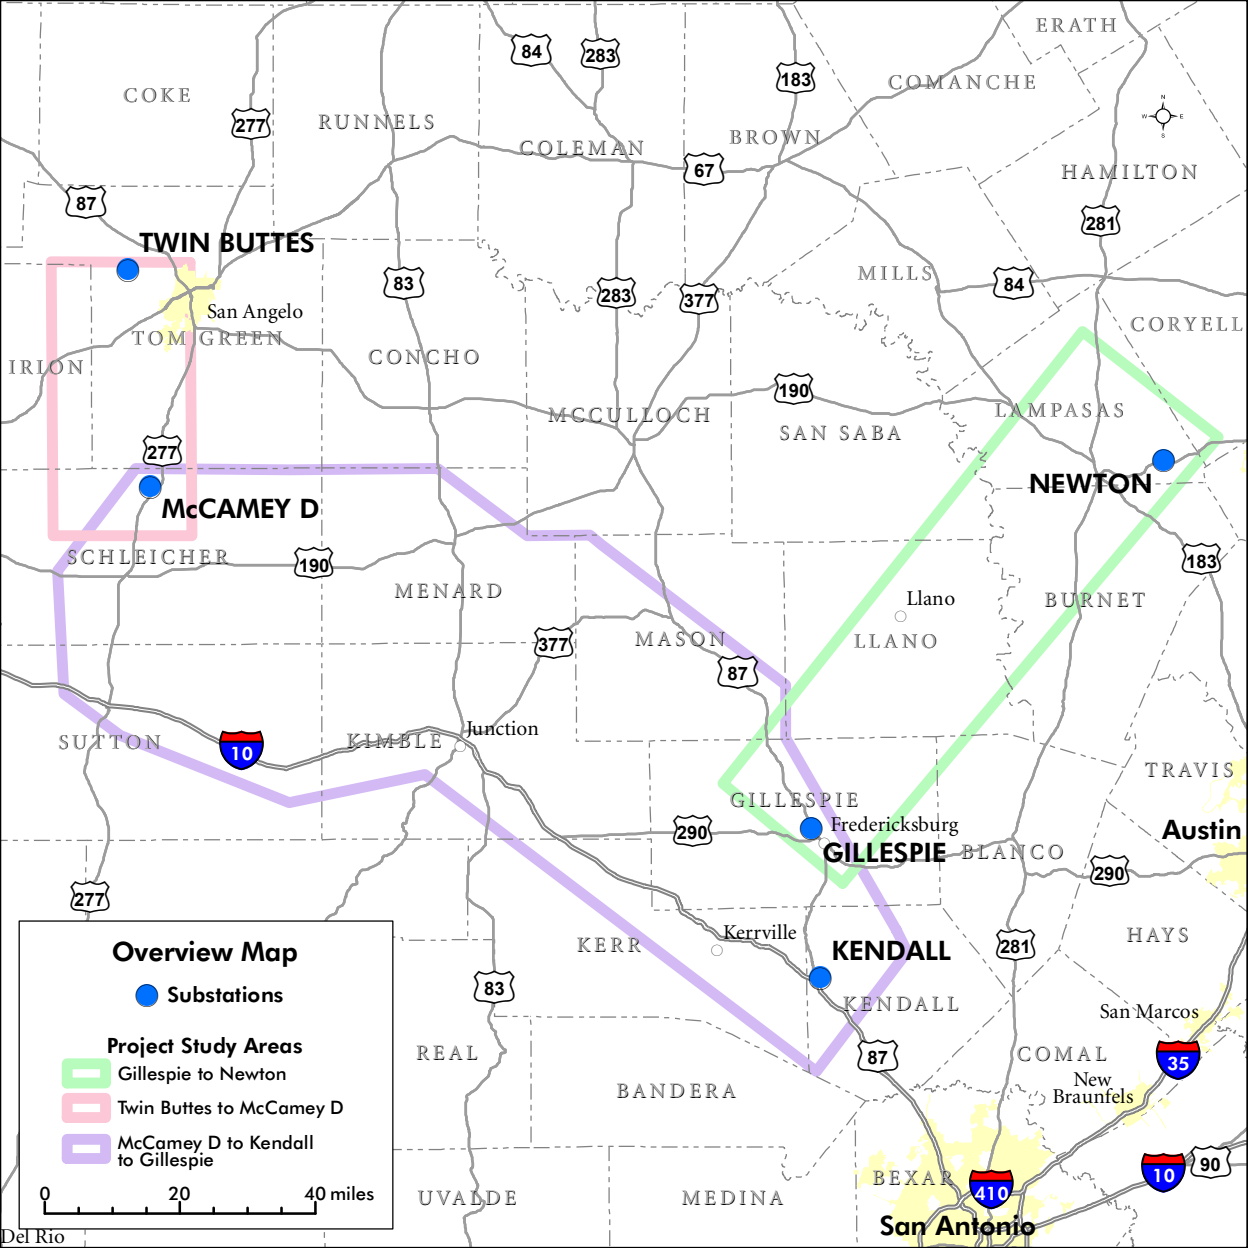 ERATH
84
283
183
COMANCHE
COKE
277
RUNNELS
COLEMAN
BROWN
67
N
W
E
S
HAMILTON
87
281
TWIN BUTTES
MILLS
84
83
283
377
San Angelo
TOM GREEN
CORYELL
IRION
CONCHO
190
MCCULLOCH
LAMPASAS
SAN SABA
277
NEWTON
McCAMEY D
SCHLEICHER
190
183
MENARD
Llano
BURNET
377
MASON
LLANO
87
Junction
SUTTON
10
KIMBLE
TRAVIS
GILLESPIE
290
Fredericksburg
Austin
GILLESPIE
BLANCO
290
277
Kerrville
KERR
KENDALL
281
HAYS
83
KENDALL
San Marcos
REAL
87
COMAL
35
BANDERA
New
Braunfels
BEXAR
10
90
UVALDE
MEDINA
410
San Antonio
Overview Map
Substations
Project Study Areas
Gillespie to Newton
Twin Buttes to McCamey D
McCamey D to Kendall
to Gillespie
0 20 40 miles
Del Rio